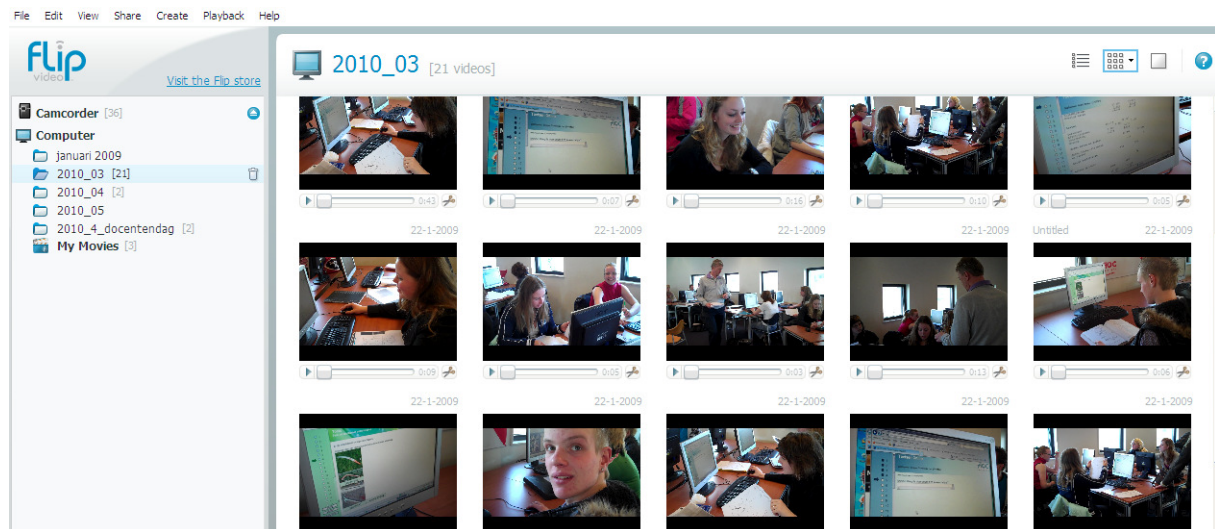 File Edit View Share Create Playback Help
flip
video
Visit the Flip store
2010_03 [21 videos]
?
Camcorder [36]
Computer
januari 2009
2010_03 [21]
2010_04 [2]
2010_05
2010_4_docentendag [2]
My Movies [3]
0:43 0:07 0:16 0:10 0:05
22-1-2009 22-1-2009 22-1-2009 22-1-2009 Untitled 22-1-2009
0:09 0:05 0:03 0:13 0:06
22-1-2009 22-1-2009 22-1-2009 22-1-2009 22-1-2009